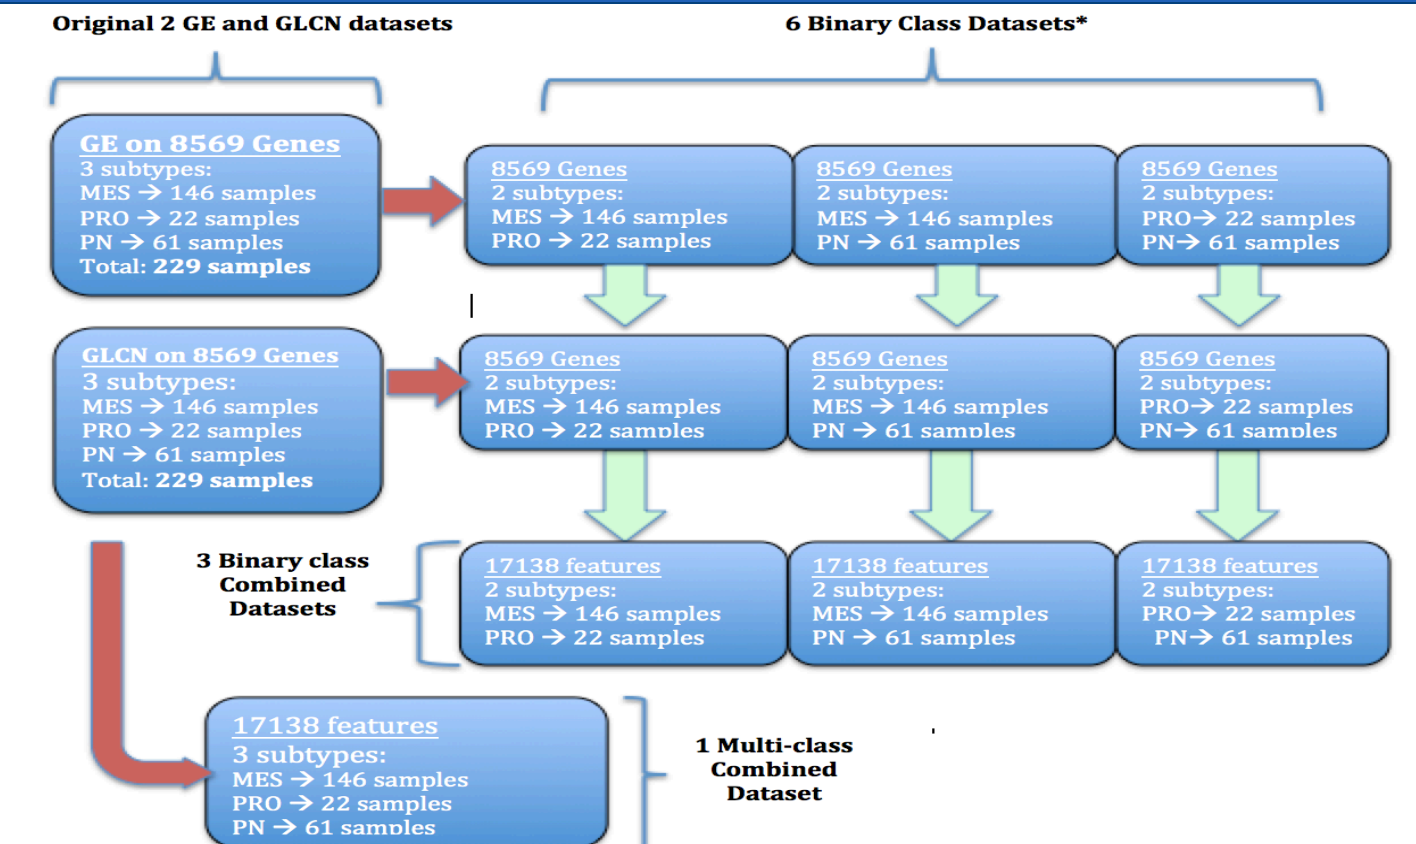 Original 2 GE and GLCN datasets
6 Binary Class Datasets*
GE on 8569 Genes
3 subtypes:
MES → 146 samples
PRO → 22 samples
PN → 61 samples
Total: 229 samples
8569 Genes
2 subtypes:
MES → 146 samples
PRO → 22 samples
8569 Genes
2 subtypes:
MES → 146 samples
PN → 61 samples
8569 Genes
2 subtypes:
PRO→ 22 samples
PN→ 61 samples
GLCN on 8569 Genes
3 subtypes:
MES → 146 samples
PRO → 22 samples
PN → 61 samples
Total: 229 samples
8569 Genes
2 subtypes:
MES → 146 samples
PRO → 22 samples
8569 Genes
2 subtypes:
MES → 146 samples
PN → 61 samples
8569 Genes
2 subtypes:
PRO→ 22 samples
PN→ 61 samples
3 Binary class
Combined
Datasets
17138 features
2 subtypes:
MES → 146 samples
PRO → 22 samples
17138 features
2 subtypes:
MES → 146 samples
PN → 61 samples
17138 features
2 subtypes:
PRO→ 22 samples
PN→ 61 samples
17138 features
3 subtypes:
MES → 146 samples
PRO → 22 samples
PN → 61 samples
1 Multi-class
Combined
Dataset